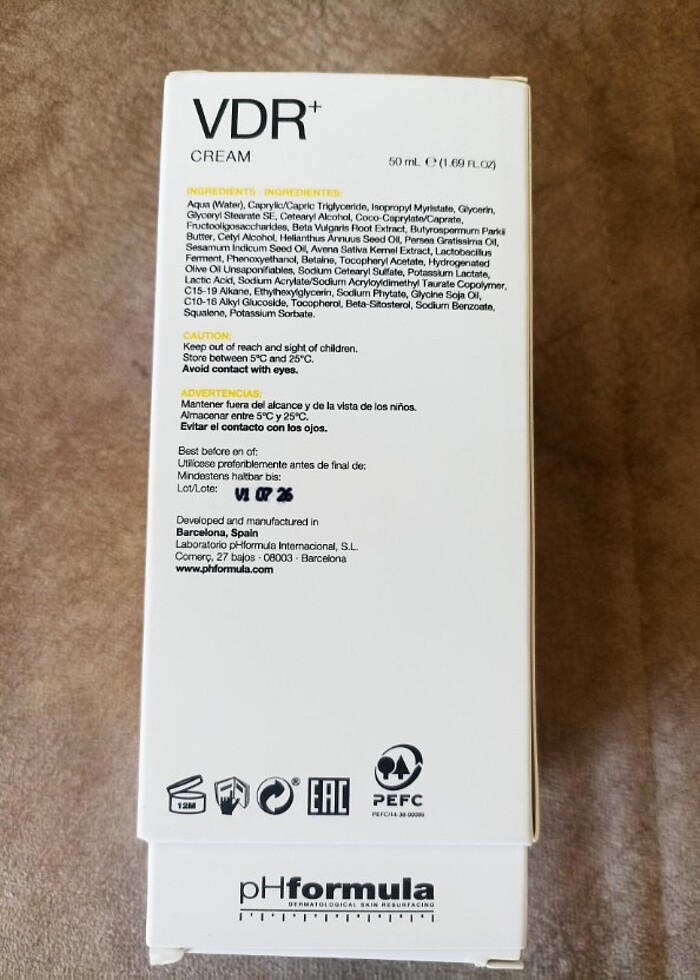 VDR+
CREAM
50 mL ℮ (1.69 FL.OZ)
INGREDIENTS - INGREDIENTES:
Aqua (Water), Caprylic/Capric Triglyceride, Isopropyl Myristate, Glycerin,
Glyceryl Stearate SE, Cetearyl Alcohol, Coco-Caprylate/Caprate,
Fructooligosaccharides, Beta Vulgaris Root Extract, Butyrospermum Parkii
Butter, Cetyl Alcohol, Helianthus Annuus Seed Oil, Persea Gratissima Oil,
Sesamum Indicum Seed Oil, Avena Sativa Kernel Extract, Lactobacillus
Ferment, Phenoxyethanol, Betaine, Tocopheryl Acetate, Hydrogenated
Olive Oil Unsaponifiables, Sodium Cetearyl Sulfate, Potassium Lactate,
Lactic Acid, Sodium Acrylate/Sodium Acryloyldimethyl Taurate Copolymer,
C15-19 Alkane, Ethylhexylglycerin, Sodium Phytate, Glycine Soja Oil,
C10-16 Alkyl Glucoside, Tocopherol, Beta-Sitosterol, Sodium Benzoate,
Squalene, Potassium Sorbate.
CAUTION:
Keep out of reach and sight of children.
Store between 5ºC and 25ºC.
Avoid contact with eyes.
ADVERTENCIAS:
Mantener fuera del alcance y de la vista de los niños.
Almacenar entre 5ºC y 25ºC.
Evitar el contacto con los ojos.
Best before en of:
Utilícese preferiblemente antes de final de:
Mindestens haltbar bis:
Lot/Lote: V1 07 26
Developed and manufactured in
Barcelona, Spain
Laboratorio pHformula Internacional, S.L.
Comerç, 27 bajos - 08003 - Barcelona
www.phformula.com
12M
®
EAC
PEFC
PEFC/14-38-00089
pHformula
DERMATOLOGICAL SKIN RESURFACING